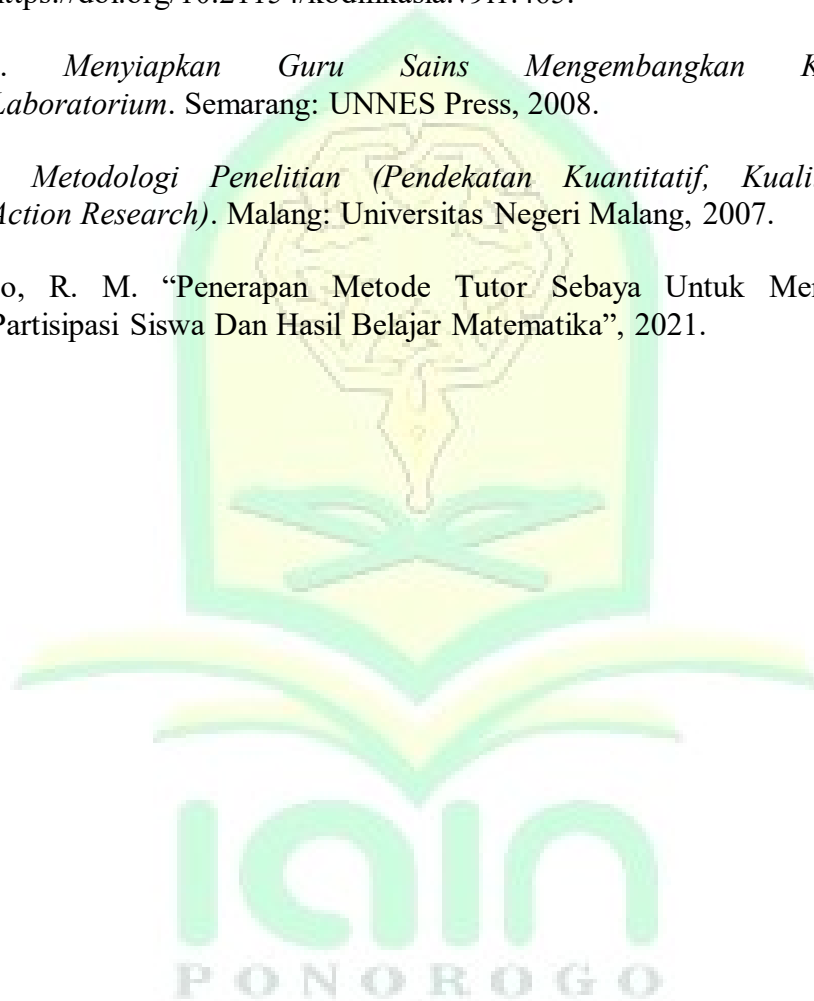 https://doi.org/10.21154/kodifikasia.v9i1.465.
. Menyiapkan Guru Sains Mengembangkan K
Laboratorium. Semarang: UNNES Press, 2008.
Metodologi Penelitian (Pendekatan Kuantitatif, Kuali
Action Research). Malang: Universitas Negeri Malang, 2007.
o, R. M. “Penerapan Metode Tutor Sebaya Untuk Men
Partisipasi Siswa Dan Hasil Belajar Matematika”, 2021.
iain
PONOROGO